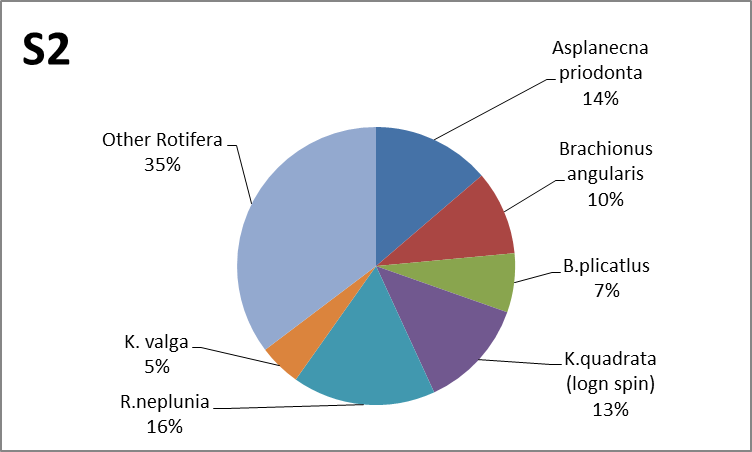 S2
Asplanecna
priodonta
14%
Brachionus
angularis
10%
B.plicatlus
7%
K.quadrata
(logn spin)
13%
R.neplunia
16%
K. valga
5%
Other Rotifera
35%